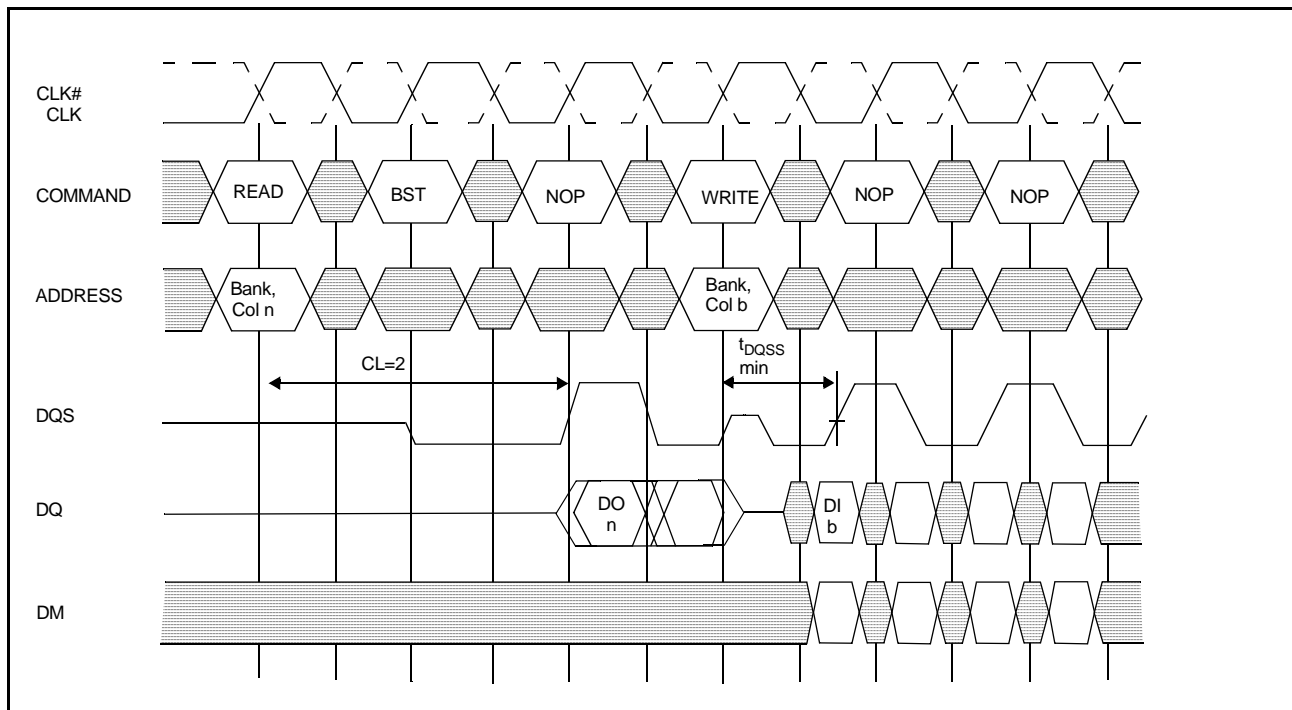 CLK#
CLK
COMMAND
READ
BST
NOP
WRITE
NOP
NOP
ADDRESS
Bank,
Col n
Bank,
Col b
CL=2
tDQSS
min
DQS
DQ
DO
n
DI
b
DM